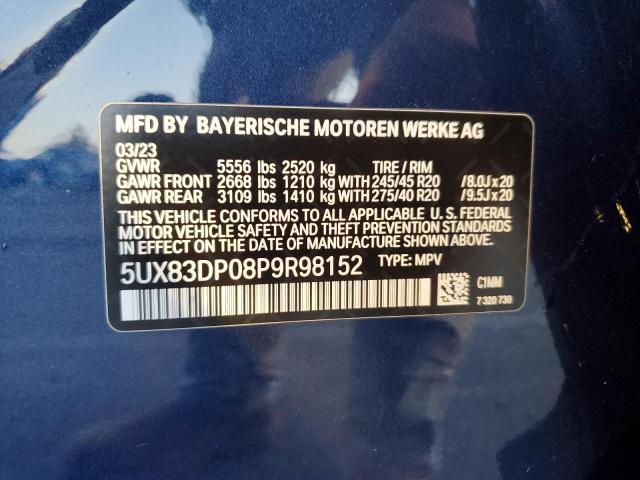 MFD BY BAYERISCHE MOTOREN WERKE AG
03/23
GVWR 5556 lbs 2520 kg TIRE / RIM
GAWR FRONT 2668 lbs 1210 kg WITH 245/45 R20 /8.0J x 20
GAWR REAR 3109 lbs 1410 kg WITH 275/40 R20 /9.5J x 20
THIS VEHICLE CONFORMS TO ALL APPLICABLE U. S. FEDERAL
MOTOR VEHICLE SAFETY AND THEFT PREVENTION STANDARDS
IN EFFECT ON THE DATE OF MANUFACTURE SHOWN ABOVE.
5UX83DP08P9R98152 TYPE: MPV
C1MM
7 320 730